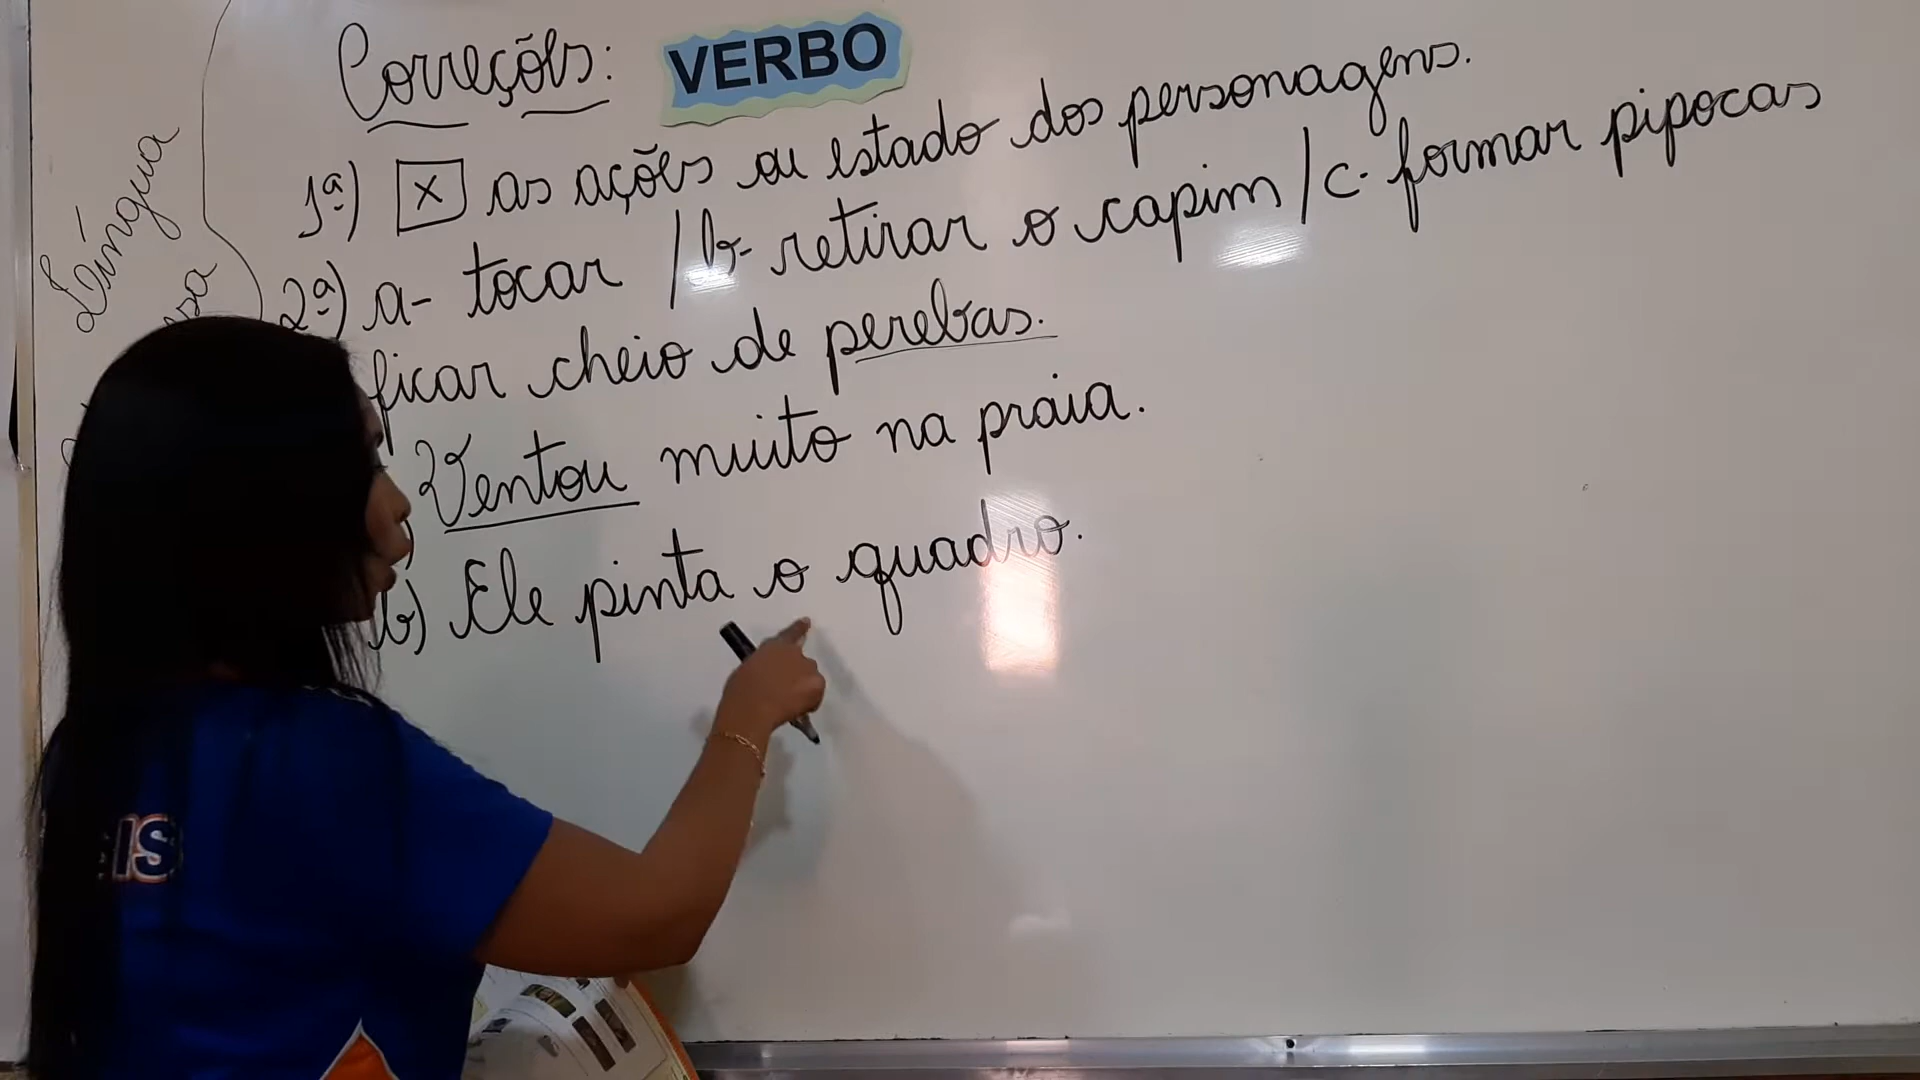 Correções: VERBO
1ª) x as ações ou estado dos personagens.
2ª) a- tocar / b- retirar o capim / c- formar pipocas
ficar cheio de perebas.
Ventou muito na praia.
b) Ele pinta o quadro.
Língua
IS